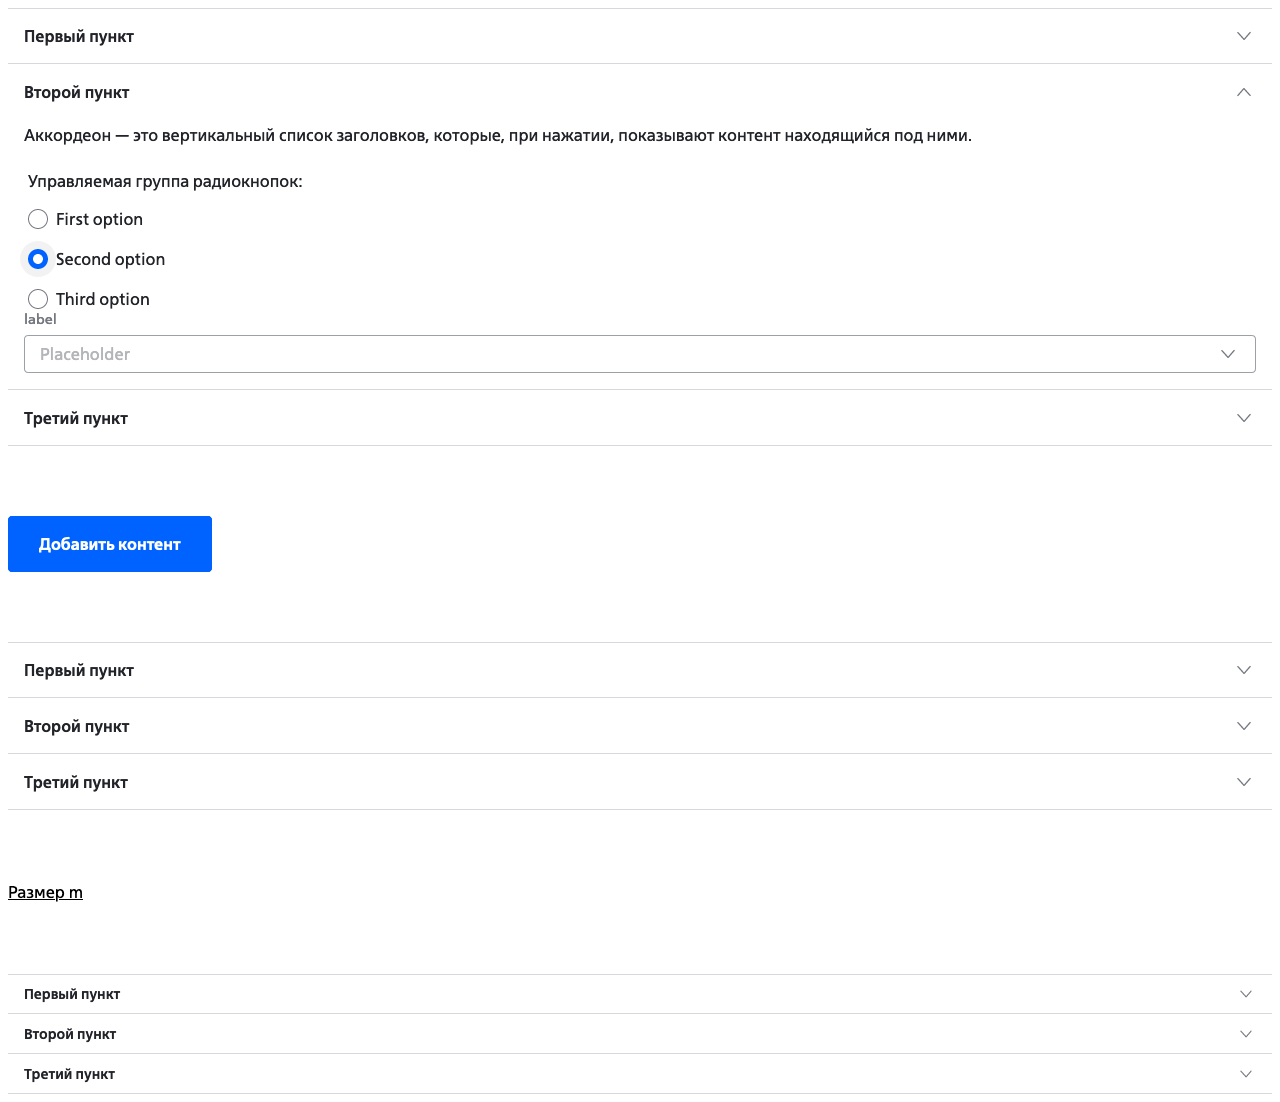 Первый пункт
Второй пункт
Аккордеон — это вертикальный список заголовков, которые, при нажатии, показывают контент находящийся под ними.
Управляемая группа радиокнопок:
First option
Second option
Third option
label
Placeholder
Третий пункт
Добавить контент
Первый пункт
Второй пункт
Третий пункт
Размер m
Первый пункт
Второй пункт
Третий пункт